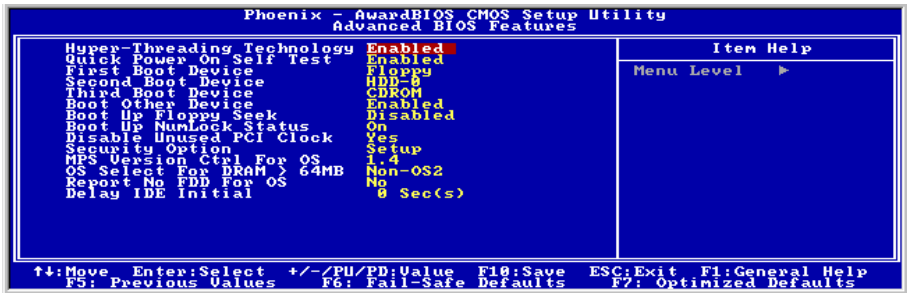 Phoenix - AwardBIOS CMOS Setup Utility
Advanced BIOS Features
Hyper-Threading Technology Enabled
Quick Power On Self Test Enabled
First Boot Device Floppy
Second Boot Device HDD-0
Third Boot Device CDROM
Boot Other Device Enabled
Boot Up Floppy Seek Disabled
Boot Up NumLock Status On
Disable Unused PCI Clock Yes
Security Option Setup
MPS Version Ctrl For OS 1.4
OS Select For DRAM > 64MB Non-OS2
Report No FDD For OS No
Delay IDE Initial 0 Sec(s)
Item Help
Menu Level ►
↑↓:Move Enter:Select +/-/PU/PD:Value F10:Save ESC:Exit F1:General Help
F5: Previous Values F6: Fail-Safe Defaults F7: Optimized Defaults